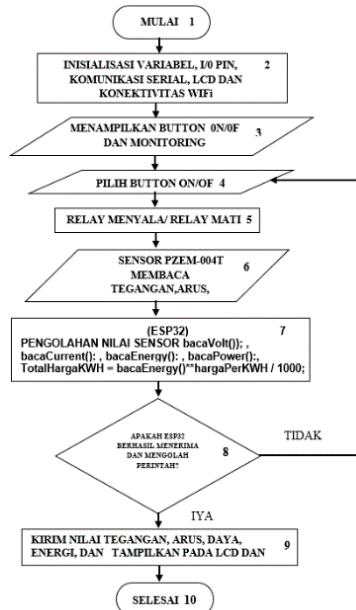 MULAI 1
INISIALISASI VARIABEL, I/0 PIN, 2
KOMUNIKASI SERIAL, LCD DAN
KONEKTIVITAS WIFi
MENAMPILKAN BUTTON 0N/0F 3
DAN MONITORING
PILIH BUTTON ON/OF 4
RELAY MENYALA/ RELAY MATI 5
SENSOR PZEM-004T 6
MEMBACA
TEGANGAN,ARUS,
(ESP32) 7
PENGOLAHAN NILAI SENSOR bacaVolt()); ,
bacaCurrent(): , bacaEnergy(): , bacaPower():,
TotalHargaKWH = bacaEnergy()**hargaPerKWH / 1000;
APAKAH ESP32
BERHASIL MENERIMA
DAN MENGOLAH
PERINTAH?
8
TIDAK
IYA
KIRIM NILAI TEGANGAN, ARUS, DAYA, 9
ENERGI, DAN TAMPILKAN PADA LCD DAN
SELESAI 10